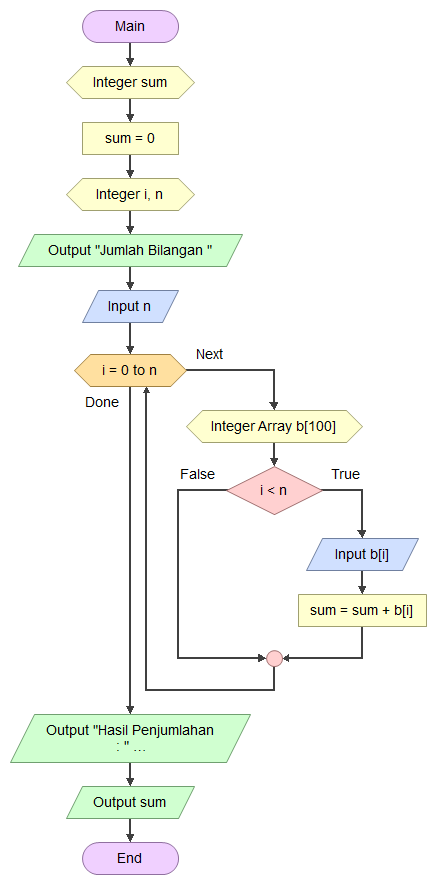 Main
Integer sum
sum = 0
Integer i, n
Output "Jumlah Bilangan "
Input n
i = 0 to n
Next
Done
Integer Array b[100]
False
True
i < n
Input b[i]
sum = sum + b[i]
Output "Hasil Penjumlahan
: " ...
Output sum
End